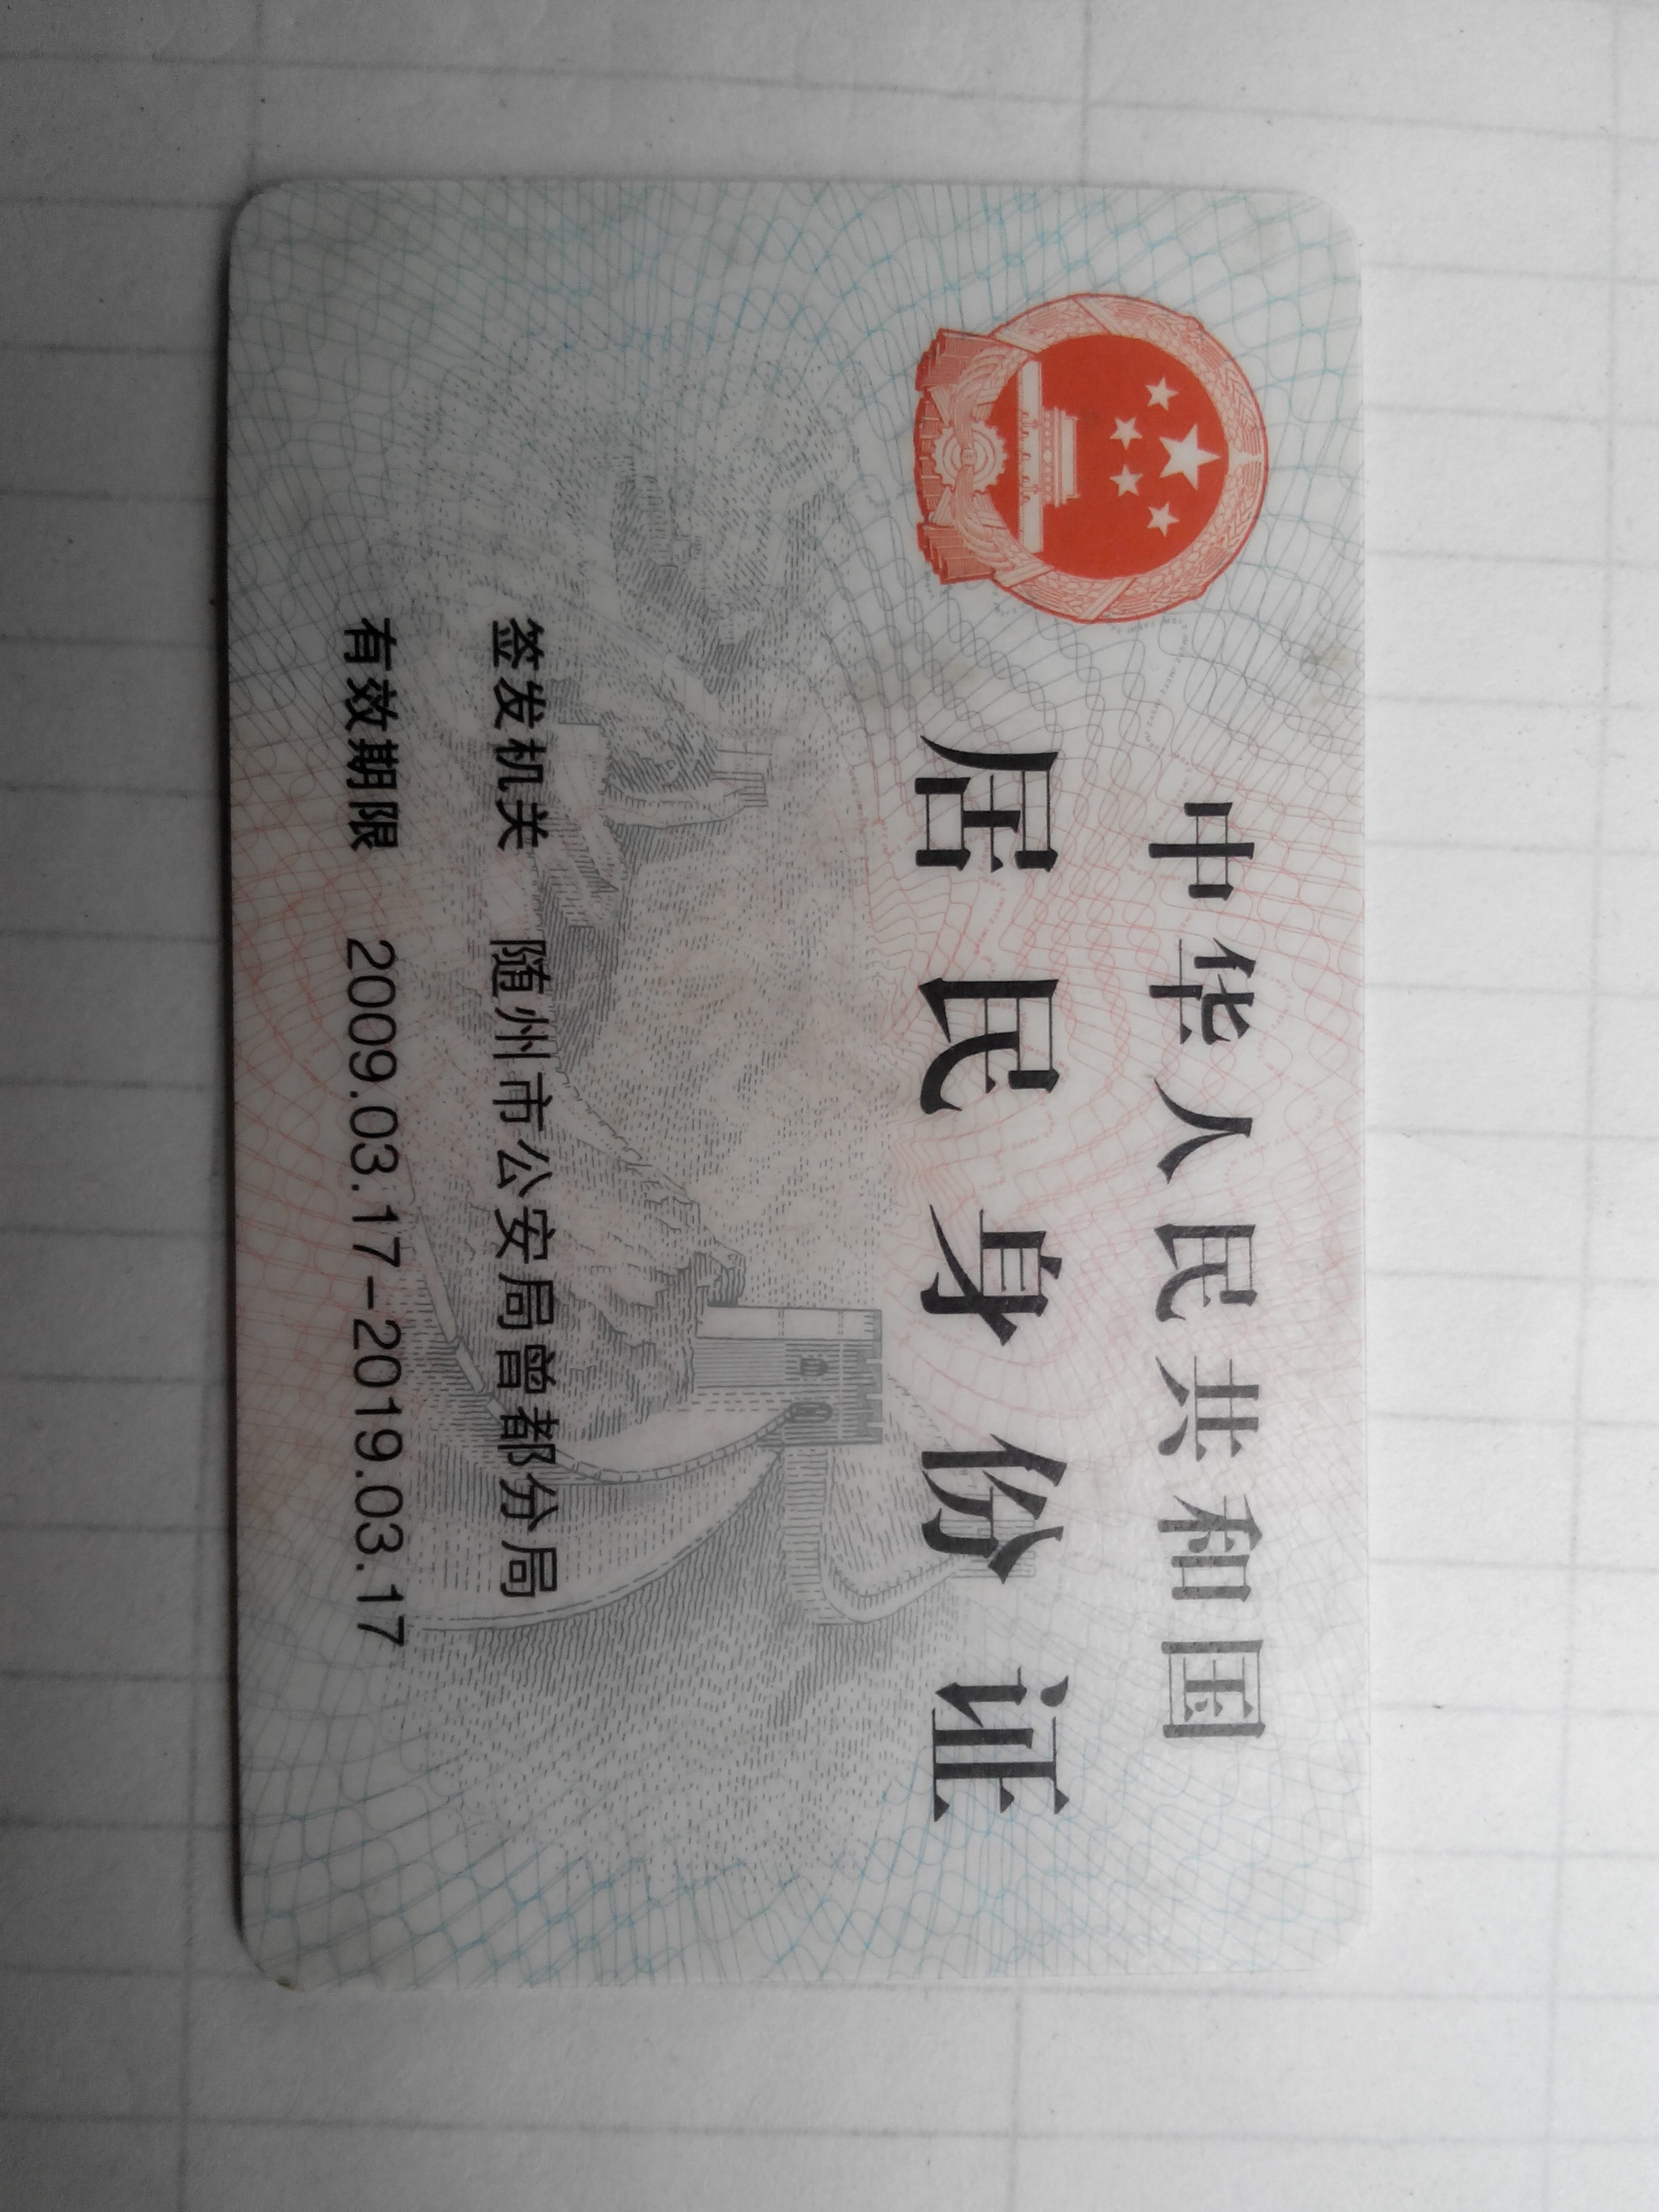 中华人民共和国
居民身份证
签发机关 随州市公安局曾都分局
有效期限 2009.03.17-2019.03.17